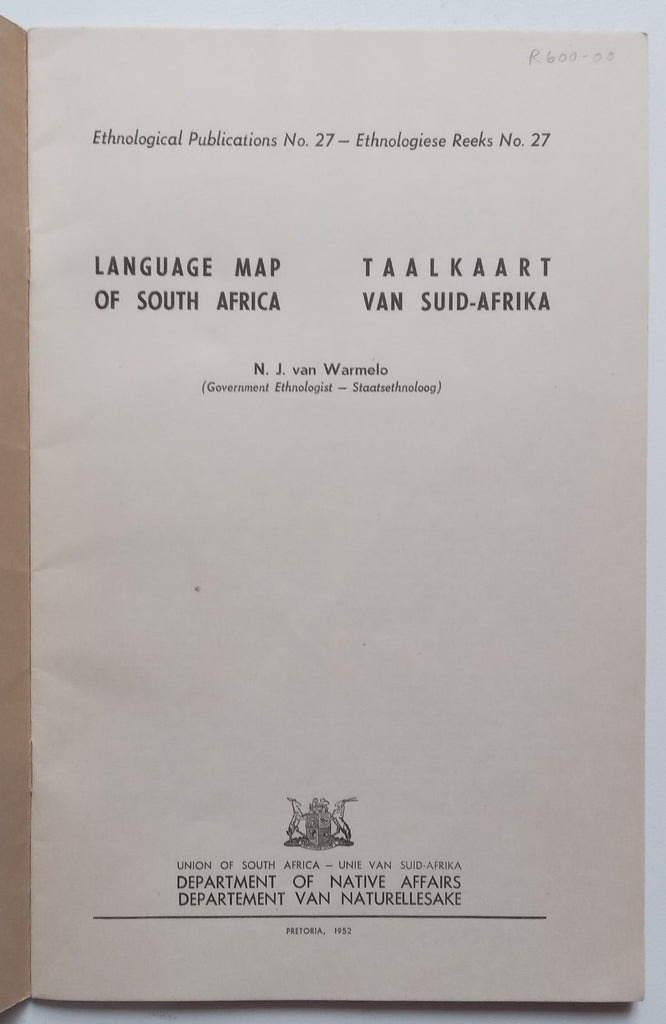 R600-00
Ethnological Publications No. 27 – Ethnologiese Reeks No. 27
LANGUAGE MAP
OF SOUTH AFRICA
TAALKAART
VAN SUID-AFRIKA
N. J. van Warmelo
(Government Ethnologist – Staatsethnoloog)
UNION OF SOUTH AFRICA – UNIE VAN SUID-AFRIKA
DEPARTMENT OF NATIVE AFFAIRS
DEPARTEMENT VAN NATURELLESAKE
PRETORIA, 1952